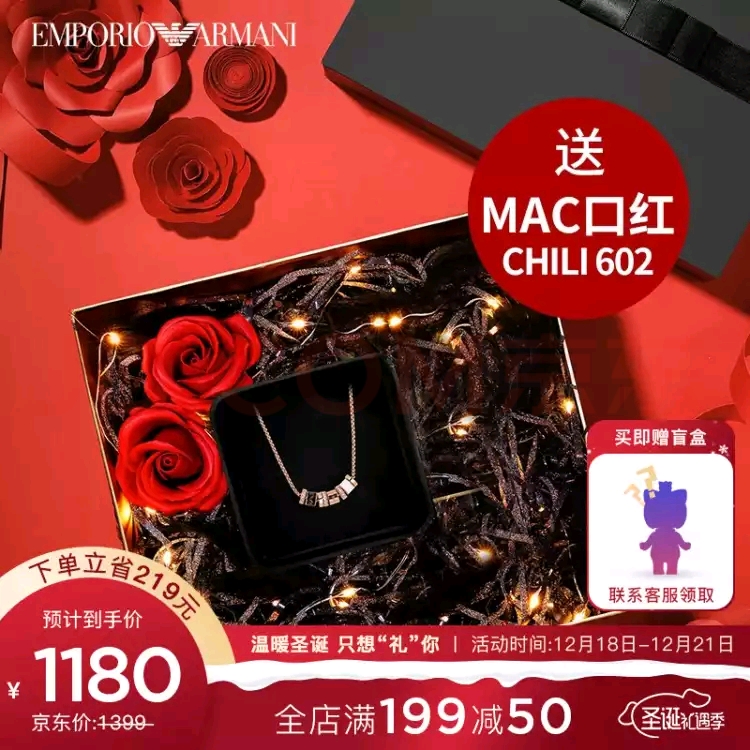 EMPORIO ARMANI
送
MAC口红
CHILI 602
买即赠盲盒
??
联系客服领取
下单立省219元
预计到手价
¥1180
京东价:1399
温暖圣诞 只想“礼”你 | 活动时间:12月18日-12月21日
全店满199减50
圣诞礼遇季